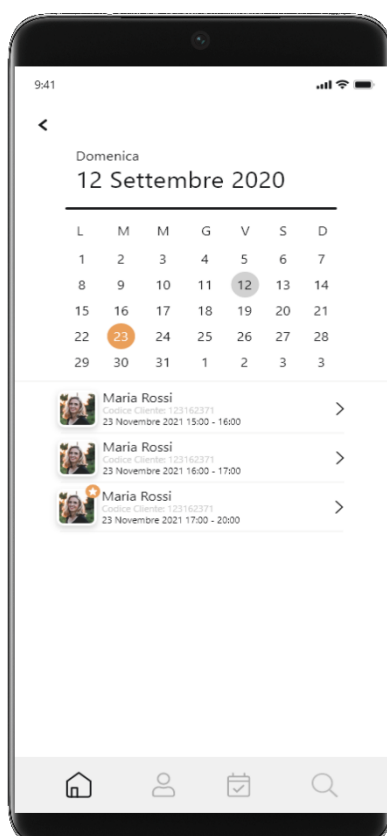 9:41
Domenica
12 Settembre 2020
L M M G V S D
1 2 3 4 5 6 7
8 9 10 11 12 13 14
15 16 17 18 19 20 21
22 23 24 25 26 27 28
29 30 31 1 2 3 3
Maria Rossi
Codice Cliente: 123162371
23 Novembre 2021 15:00 - 16:00
Maria Rossi
Codice Cliente: 123162371
23 Novembre 2021 16:00 - 17:00
Maria Rossi
Codice Cliente: 123162371
23 Novembre 2021 17:00 - 20:00